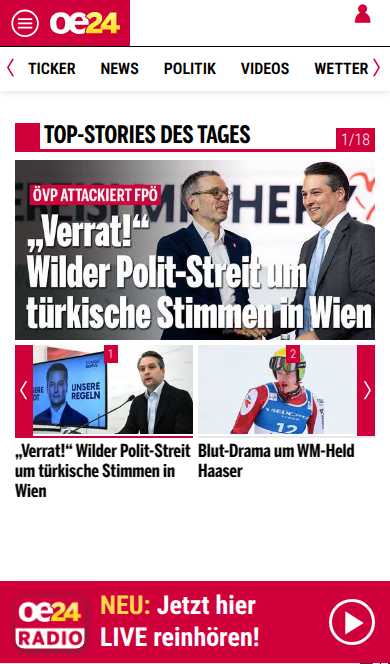 oe24
TICKER NEWS POLITIK VIDEOS WETTER
TOP-STORIES DES TAGES
1/18
ÖVP ATTACKIERT FPÖ
„Verrat!“
Wilder Polit-Streit um
türkische Stimmen in Wien
HERZ
1
UNSERE
REGELN
2
12
„Verrat!“ Wilder Polit-Streit
um türkische Stimmen in
Wien
Blut-Drama um WM-Held
Haaser
oe24
RADIO
NEU: Jetzt hier
LIVE reinhören!